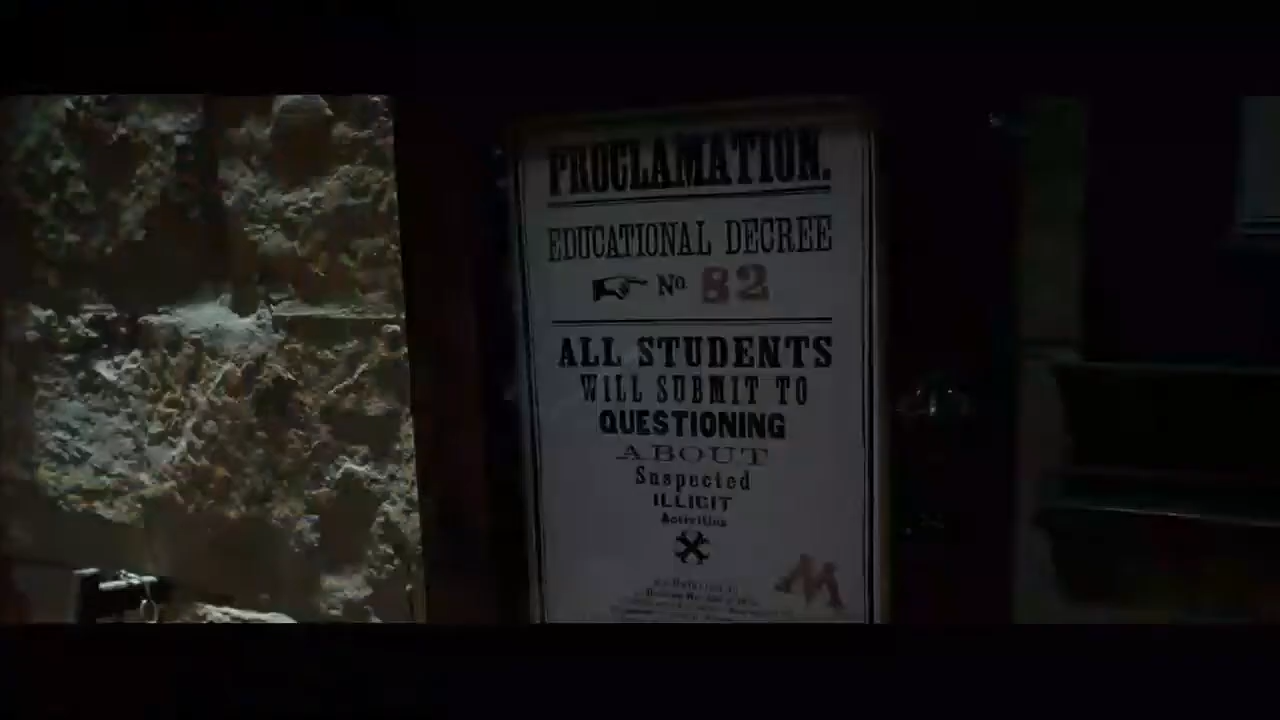 PROCLAMATION.
EDUCATIONAL DECREE
No 82
ALL STUDENTS
WILL SUBMIT TO
QUESTIONING
ABOUT
Suspected
ILLICIT
Activities
M